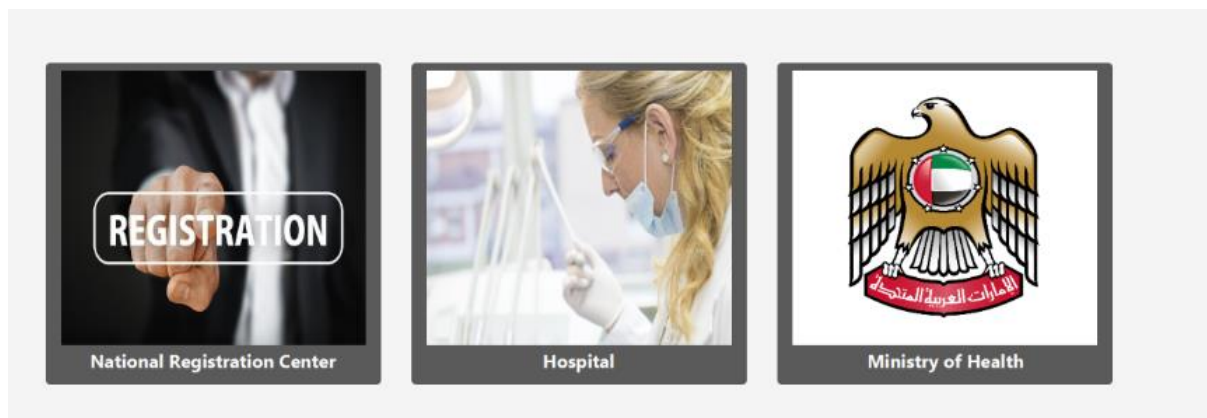 REGISTRATION
National Registration Center
Hospital
الإمارات العربية المتحدة
Ministry of Health